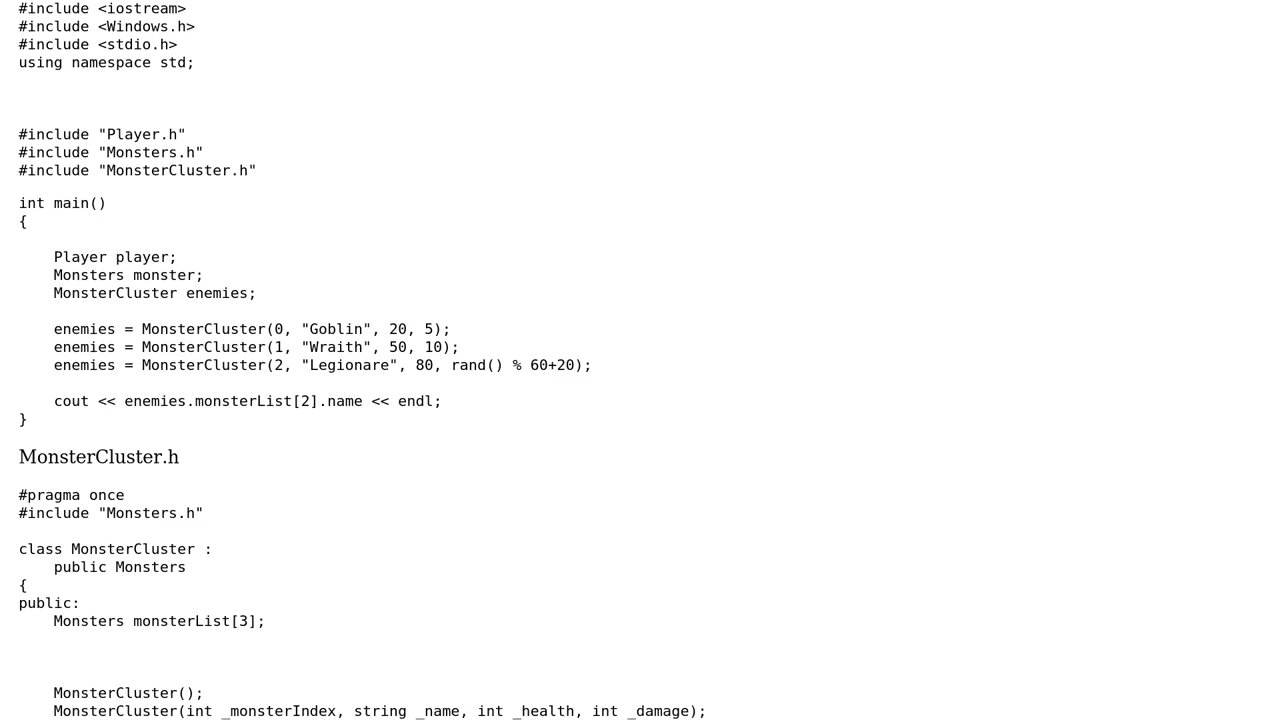 #include <iostream>
#include <Windows.h>
#include <stdio.h>
using namespace std;
#include "Player.h"
#include "Monsters.h"
#include "MonsterCluster.h"
int main()
{
    Player player;
    Monsters monster;
    MonsterCluster enemies;
    enemies = MonsterCluster(0, "Goblin", 20, 5);
    enemies = MonsterCluster(1, "Wraith", 50, 10);
    enemies = MonsterCluster(2, "Legionare", 80, rand() % 60+20);
    cout << enemies.monsterList[2].name << endl;
}
MonsterCluster.h
#pragma once
#include "Monsters.h"
class MonsterCluster :
    public Monsters
{
public:
    Monsters monsterList[3];
    MonsterCluster();
    MonsterCluster(int _monsterIndex, string _name, int _health, int _damage);